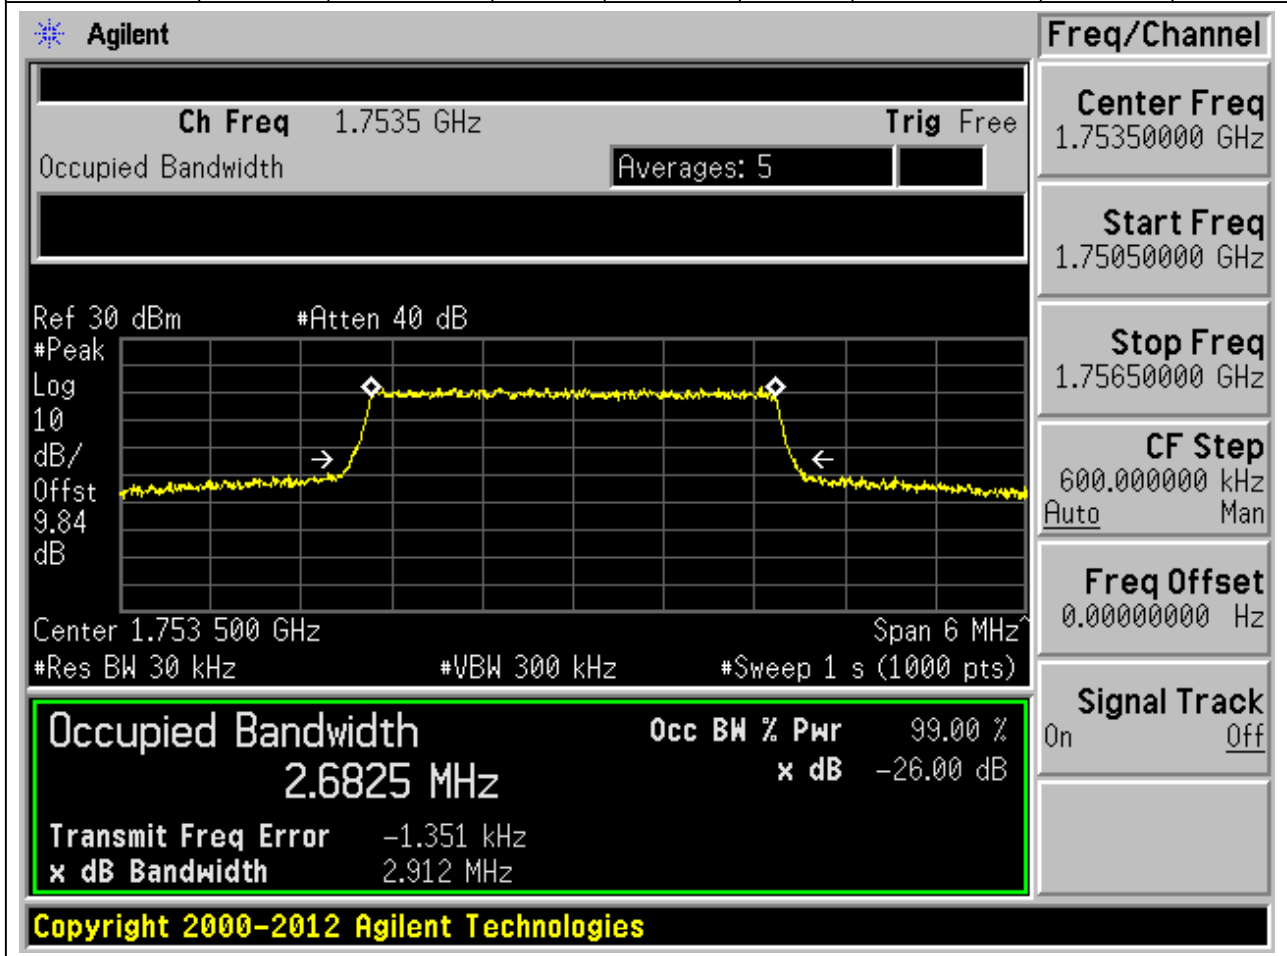 Agilent
Freq/Channel
Ch Freq 1.7535 GHz Trig Free
Occupied Bandwidth Averages: 5
Center Freq
1.75350000 GHz
Start Freq
1.75050000 GHz
Stop Freq
1.75650000 GHz
CF Step
600.000000 kHz
Auto Man
Freq Offset
0.00000000 Hz
Signal Track
On Off
Ref 30 dBm #Atten 40 dB
#Peak
Log
10
dB/
Offst
9.84
dB
Center 1.753 500 GHz Span 6 MHz^
#Res BW 30 kHz #VBW 300 kHz #Sweep 1 s (1000 pts)
Occupied Bandwidth
2.6825 MHz
Occ BW % Pwr 99.00 %
x dB -26.00 dB
Transmit Freq Error -1.351 kHz
x dB Bandwidth 2.912 MHz
Copyright 2000-2012 Agilent Technologies